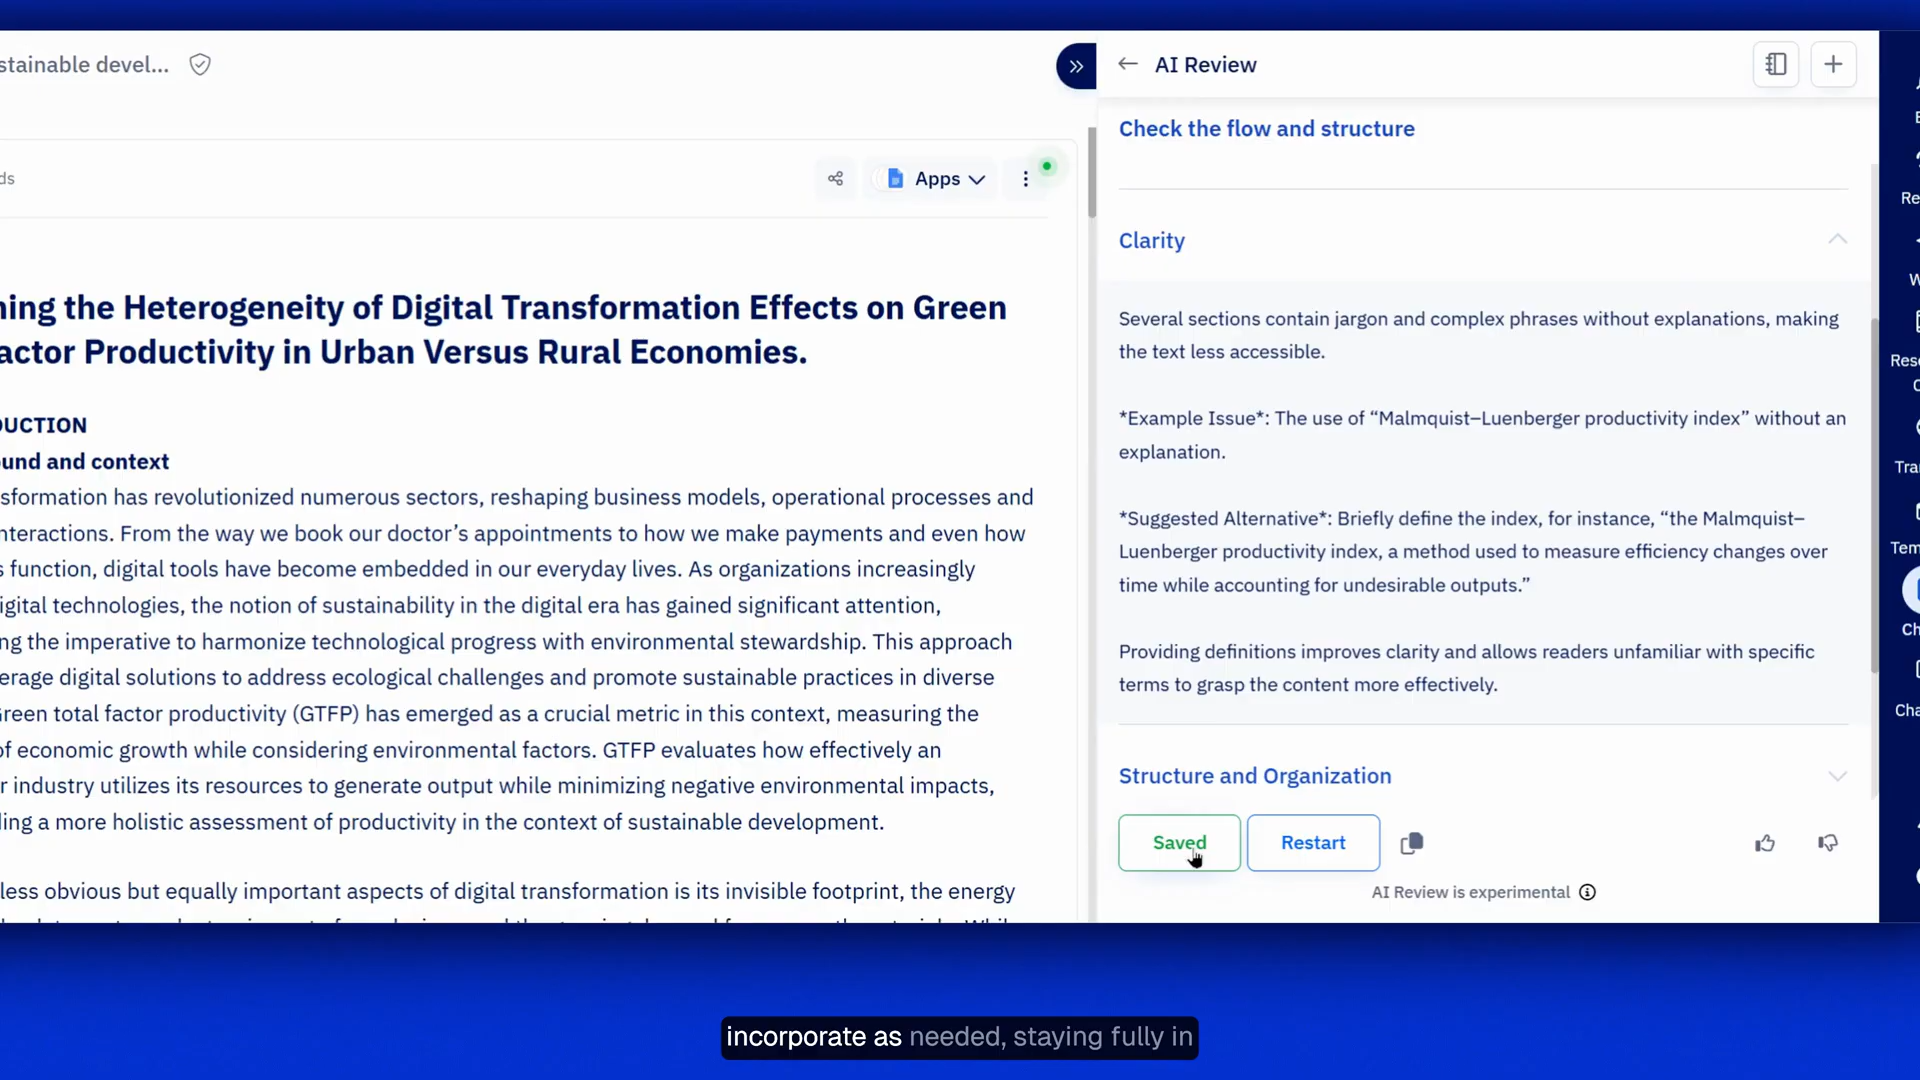 stainable devel...
AI Review
Check the flow and structure
ds
Apps
Clarity
ning the Heterogeneity of Digital Transformation Effects on Green
actor Productivity in Urban Versus Rural Economies.
DUCTION
und and context
sformation has revolutionized numerous sectors, reshaping business models, operational processes and
nteractions. From the way we book our doctor’s appointments to how we make payments and even how
s function, digital tools have become embedded in our everyday lives. As organizations increasingly
igital technologies, the notion of sustainability in the digital era has gained significant attention,
ng the imperative to harmonize technological progress with environmental stewardship. This approach
erage digital solutions to address ecological challenges and promote sustainable practices in diverse
Green total factor productivity (GTFP) has emerged as a crucial metric in this context, measuring the
of economic growth while considering environmental factors. GTFP evaluates how effectively an
r industry utilizes its resources to generate output while minimizing negative environmental impacts,
ding a more holistic assessment of productivity in the context of sustainable development.
less obvious but equally important aspects of digital transformation is its invisible footprint, the energy
Several sections contain jargon and complex phrases without explanations, making
the text less accessible.
*Example Issue*: The use of “Malmquist–Luenberger productivity index” without an
explanation.
*Suggested Alternative*: Briefly define the index, for instance, “the Malmquist–
Luenberger productivity index, a method used to measure efficiency changes over
time while accounting for undesirable outputs.”
Providing definitions improves clarity and allows readers unfamiliar with specific
terms to grasp the content more effectively.
Structure and Organization
Saved
Restart
AI Review is experimental
Re
W
Rese
C
Tran
Tem
Ch
Cha
incorporate as needed, staying fully in